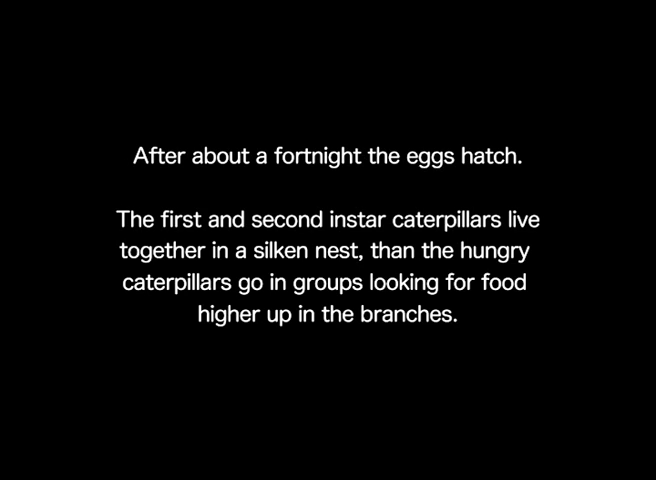 After about a fortnight the eggs hatch.
The first and second instar caterpillars live
together in a silken nest, than the hungry
caterpillars go in groups looking for food
higher up in the branches.